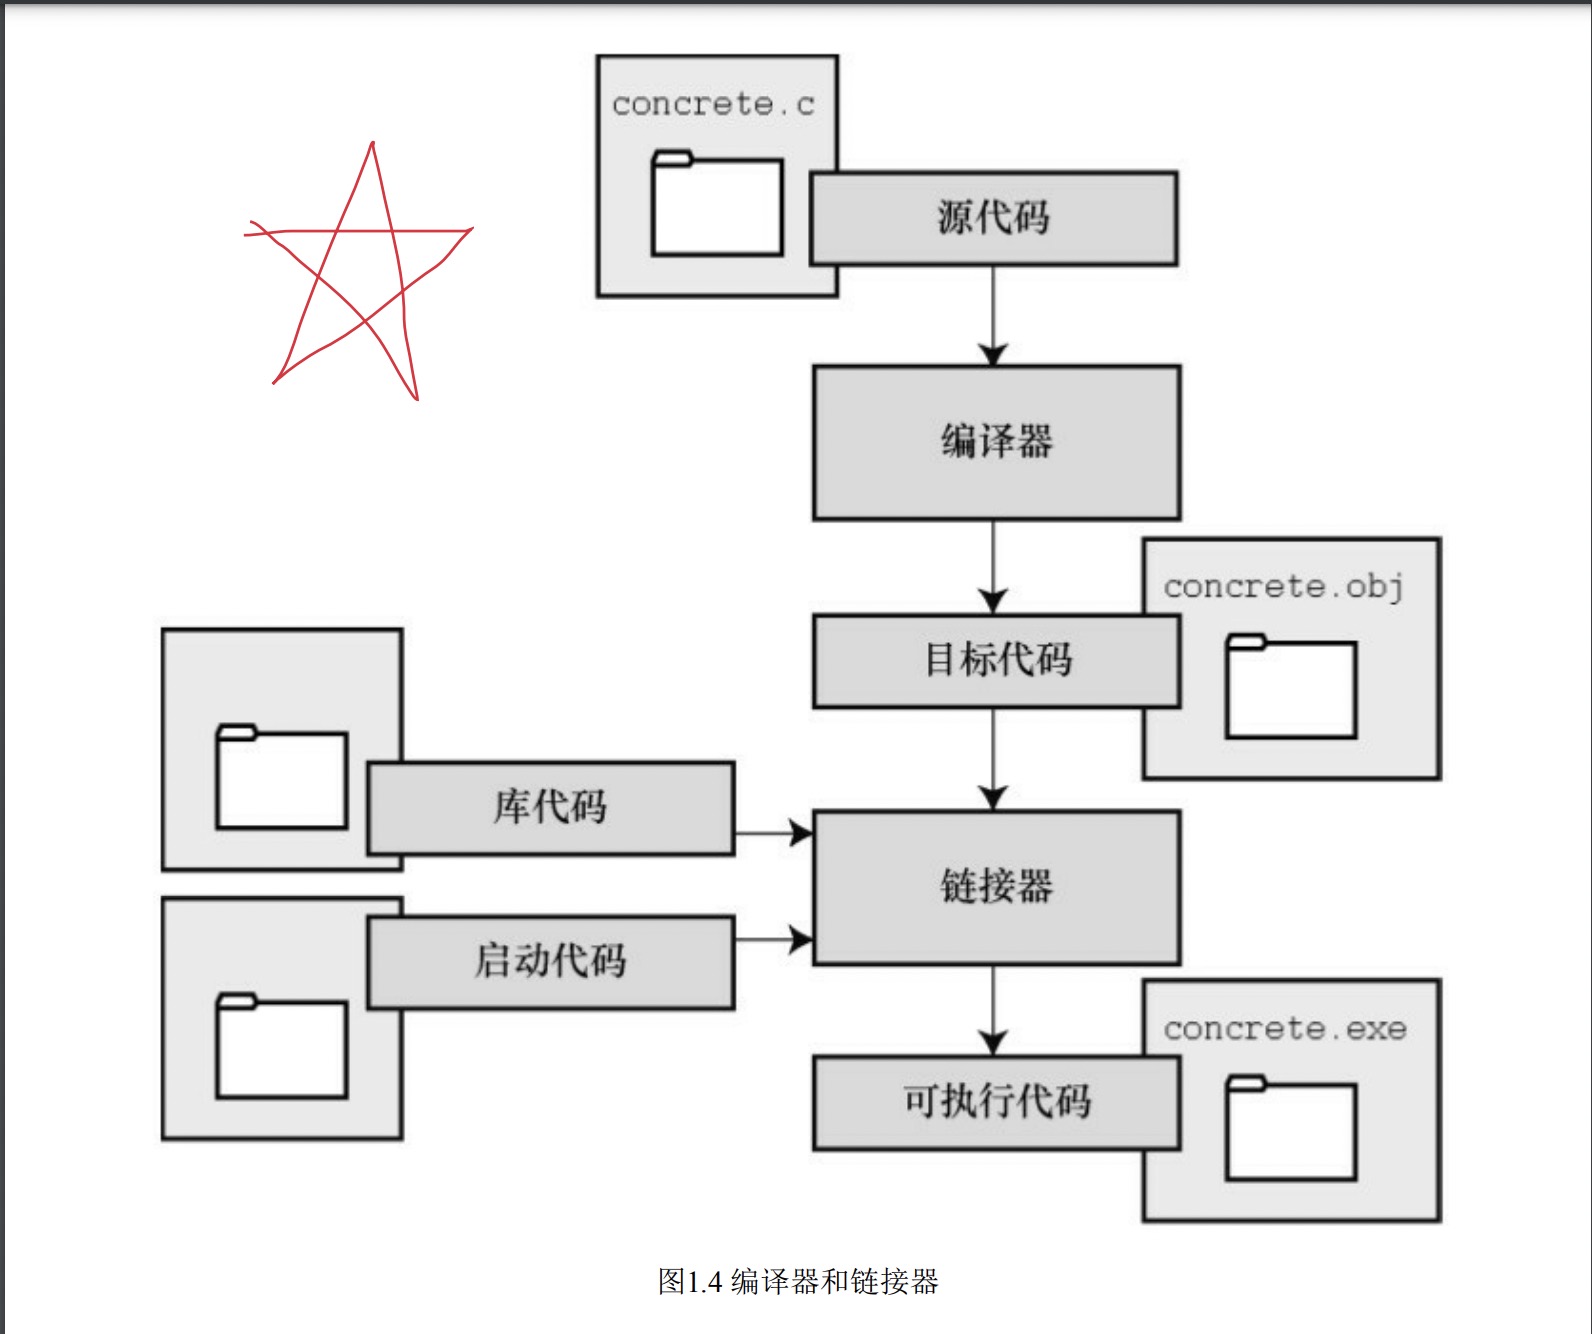 concrete.c
源代码
编译器
concrete.obj
目标代码
库代码
链接器
启动代码
concrete.exe
可执行代码
图1.4 编译器和链接器